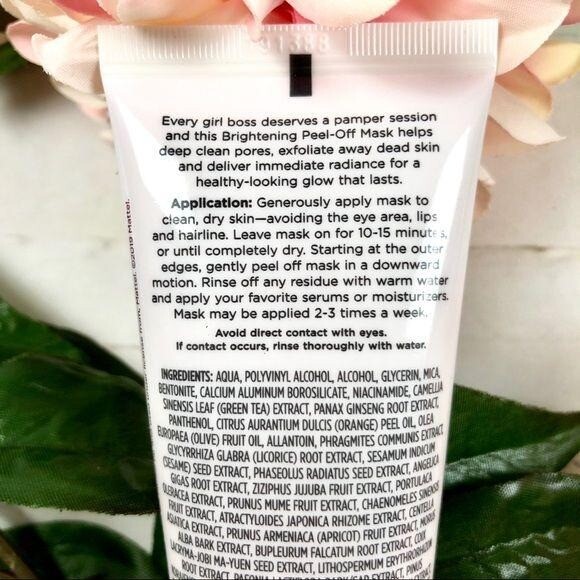 01388
Every girl boss deserves a pamper session
and this Brightening Peel-Off Mask helps
deep clean pores, exfoliate away dead skin
and deliver immediate radiance for a
healthy-looking glow that lasts.
Application: Generously apply mask to
clean, dry skin—avoiding the eye area, lips
and hairline. Leave mask on for 10-15 minutes,
or until completely dry. Starting at the outer
edges, gently peel off mask in a downward
motion. Rinse off any residue with warm water
and apply your favorite serums or moisturizers.
Mask may be applied 2-3 times a week.
Avoid direct contact with eyes.
If contact occurs, rinse thoroughly with water.
INGREDIENTS: AQUA, POLYVINYL ALCOHOL, ALCOHOL, GLYCERIN, MICA,
BENTONITE, CALCIUM ALUMINUM BOROSILICATE, NIACINAMIDE, CAMELLIA
SINENSIS LEAF (GREEN TEA) EXTRACT, PANAX GINSENG ROOT EXTRACT,
PANTHENOL, CITRUS AURANTIUM DULCIS (ORANGE) PEEL OIL, OLEA
EUROPAEA (OLIVE) FRUIT OIL, ALLANTOIN, PHRAGMITES COMMUNIS EXTRACT,
GLYCYRRHIZA GLABRA (LICORICE) ROOT EXTRACT, SESAMUM INDICUM
(SESAME) SEED EXTRACT, PHASEOLUS RADIATUS SEED EXTRACT, ANGELICA
GIGAS ROOT EXTRACT, ZIZIPHUS JUJUBA FRUIT EXTRACT, PORTULACA
OLERACEA EXTRACT, PRUNUS MUME FRUIT EXTRACT, CHAENOMELES SINENSIS
FRUIT EXTRACT, ATRACTYLOIDES JAPONICA RHIZOME EXTRACT, CENTELLA
ASIATICA EXTRACT, PRUNUS ARMENIACA (APRICOT) FRUIT EXTRACT, MORUS
ALBA BARK EXTRACT, BUPLEURUM FALCATUM ROOT EXTRACT, COIX
LACRYMA-JOBI MA-YUEN SEED EXTRACT, LITHOSPERMUM ERYTHRORHIZON
ROOT EXTRACT, PAEONIA
license from, Mattel. ©2019 Mattel.